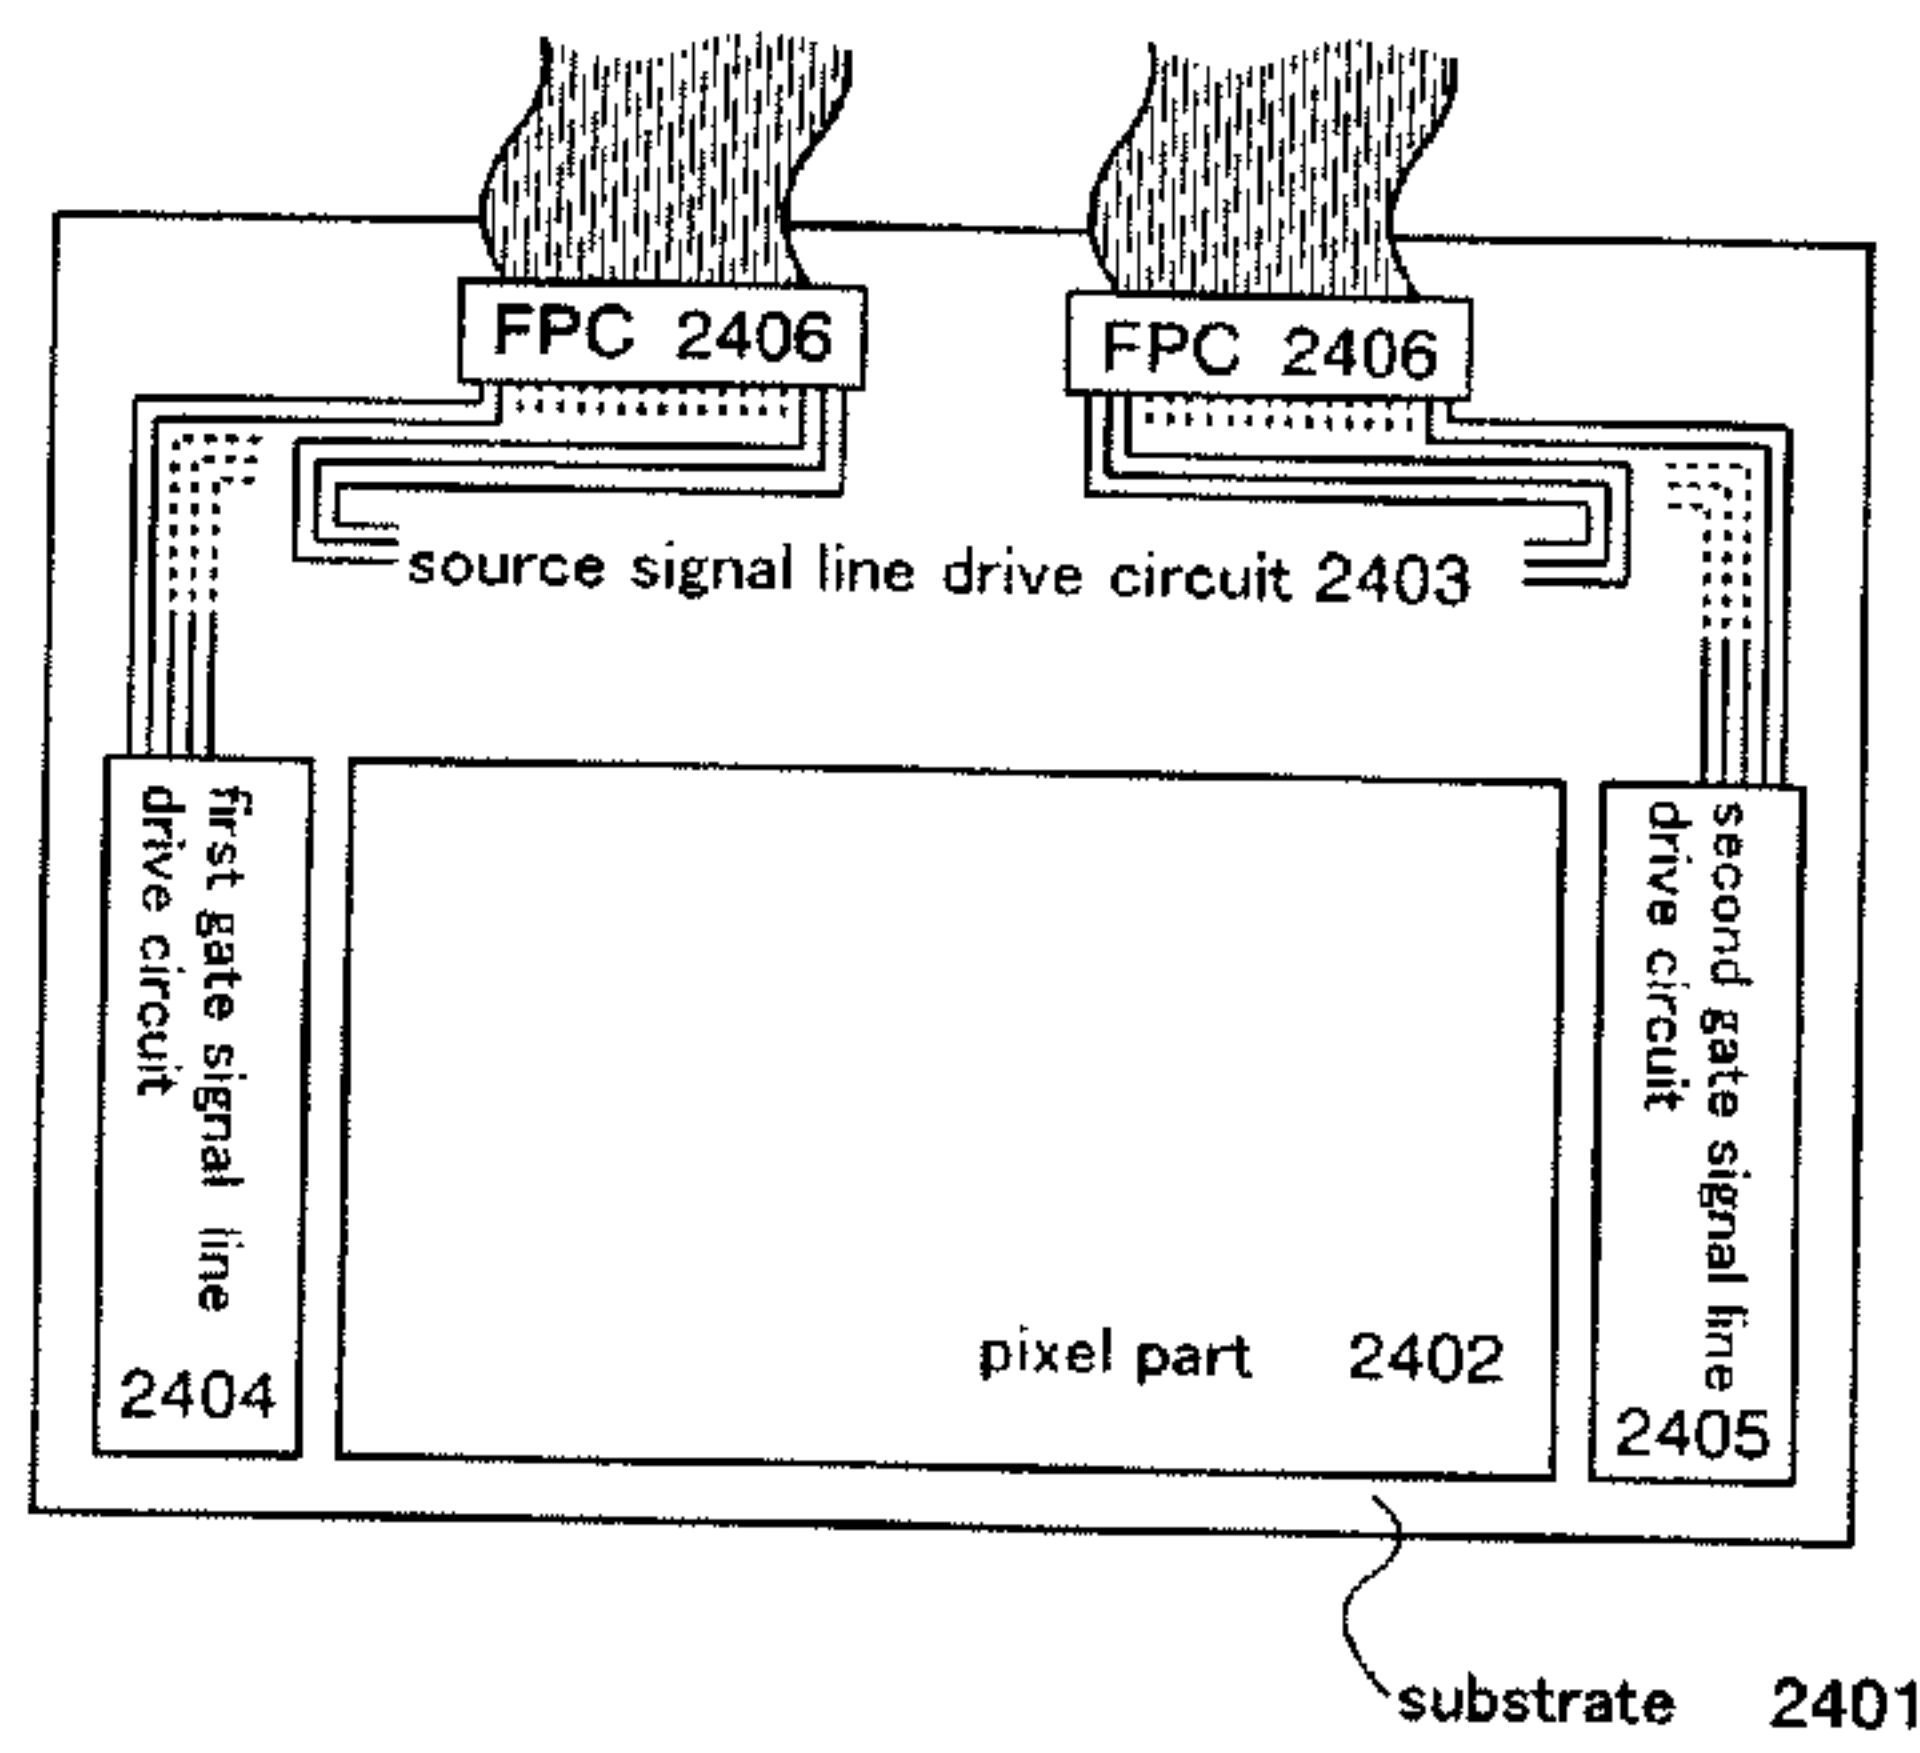 FPC 2406
FPC 2406
source signal line drive circuit 2403
first gate signal line
drive circuit
2404
second gate signal line
drive circuit
2405
pixel part 2402
substrate 2401